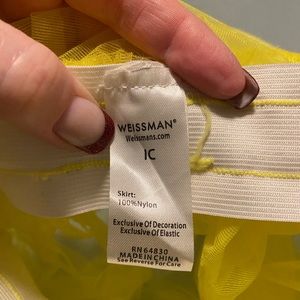 WEISSMAN®
Weissmans.com
IC
Skirt:
100%Nylon
Exclusive Of Decoration
Exclusive Of Elastic
RN 64830
MADE IN CHINA
See Reverse For Care